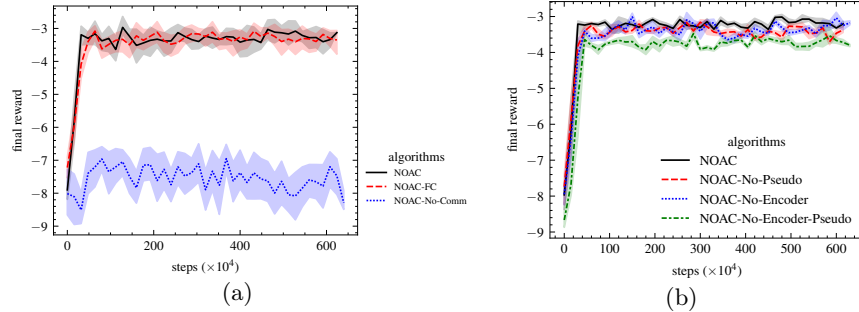 −3
−4
−5
−6
−7
−8
−9
final reward
0
200
400
600
steps (×10⁴)
algorithms
NOAC
NOAC-FC
NOAC-No-Comm
(a)
−3
−4
−5
−6
−7
−8
−9
final reward
0
100
200
300
400
500
600
steps (×10⁴)
algorithms
NOAC
NOAC-No-Pseudo
NOAC-No-Encoder
NOAC-No-Encoder-Pseudo
(b)